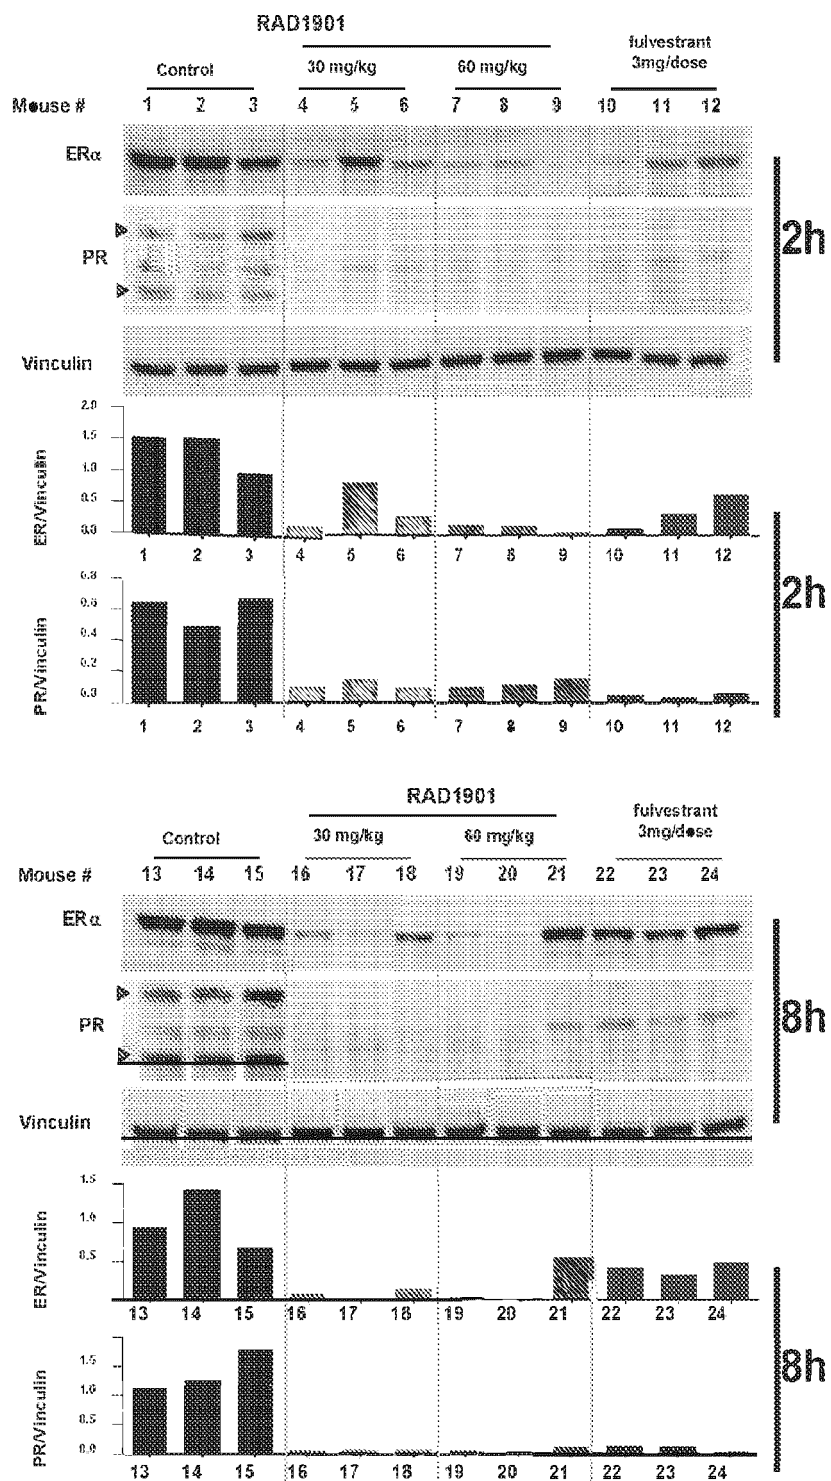 RAD1901
Control 30 mg/kg 60 mg/kg fulvestrant 3mg/dose
Mouse # 1 2 3 4 5 6 7 8 9 10 11 12
ERα
PR
Vinculin
2h
ER/Vinculin
2.0
1.5
1.0
0.5
0.0
1 2 3 4 5 6 7 8 9 10 11 12
PR/Vinculin
0.8
0.6
0.4
0.2
0.0
1 2 3 4 5 6 7 8 9 10 11 12
2h
RAD1901
Control 30 mg/kg 60 mg/kg fulvestrant 3mg/dose
Mouse # 13 14 15 16 17 18 19 20 21 22 23 24
ERα
PR
Vinculin
8h
ER/Vinculin
1.5
1.0
0.5
13 14 15 16 17 18 19 20 21 22 23 24
PR/Vinculin
1.5
1.0
0.5
0.0
13 14 15 16 17 18 19 20 21 22 23 24
8h